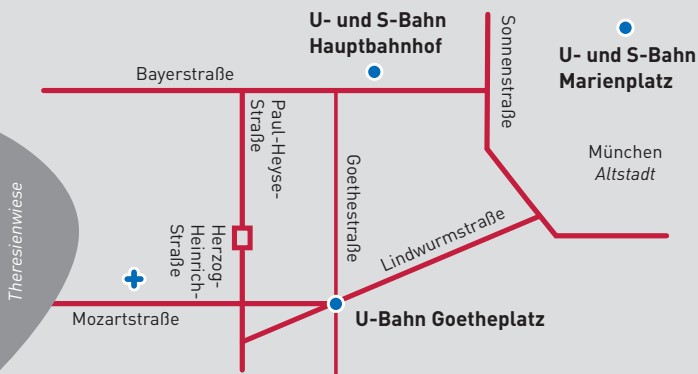 U- und S-Bahn
Hauptbahnhof
Sonnenstraße
U- und S-Bahn
Marienplatz
Bayerstraße
Paul-Heyse-
Straße
Goethestraße
München
Altstadt
Theresienwiese
Herzog-
Heinrich-
Straße
Lindwurmstraße
Mozartstraße
U-Bahn Goetheplatz